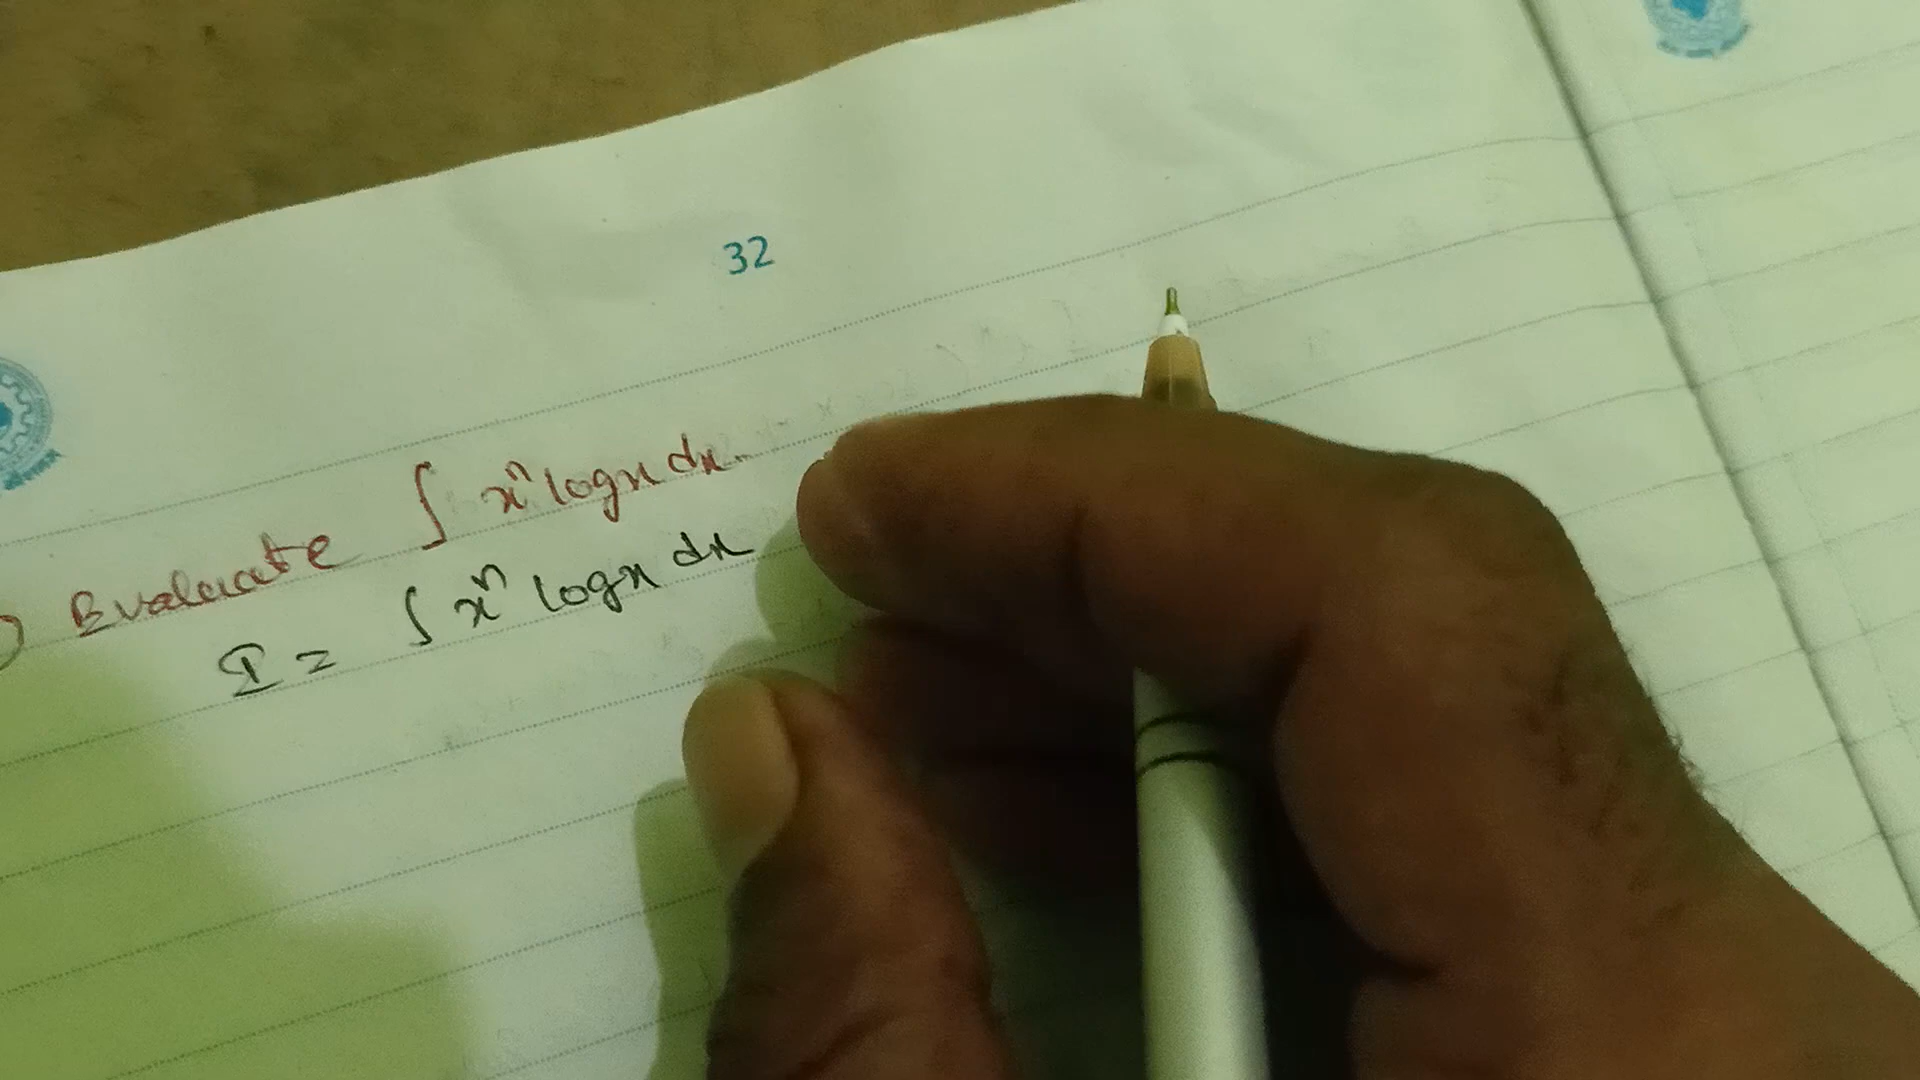 32
Evaluate ∫ xⁿ logx dx.
I = ∫ xⁿ logx dx